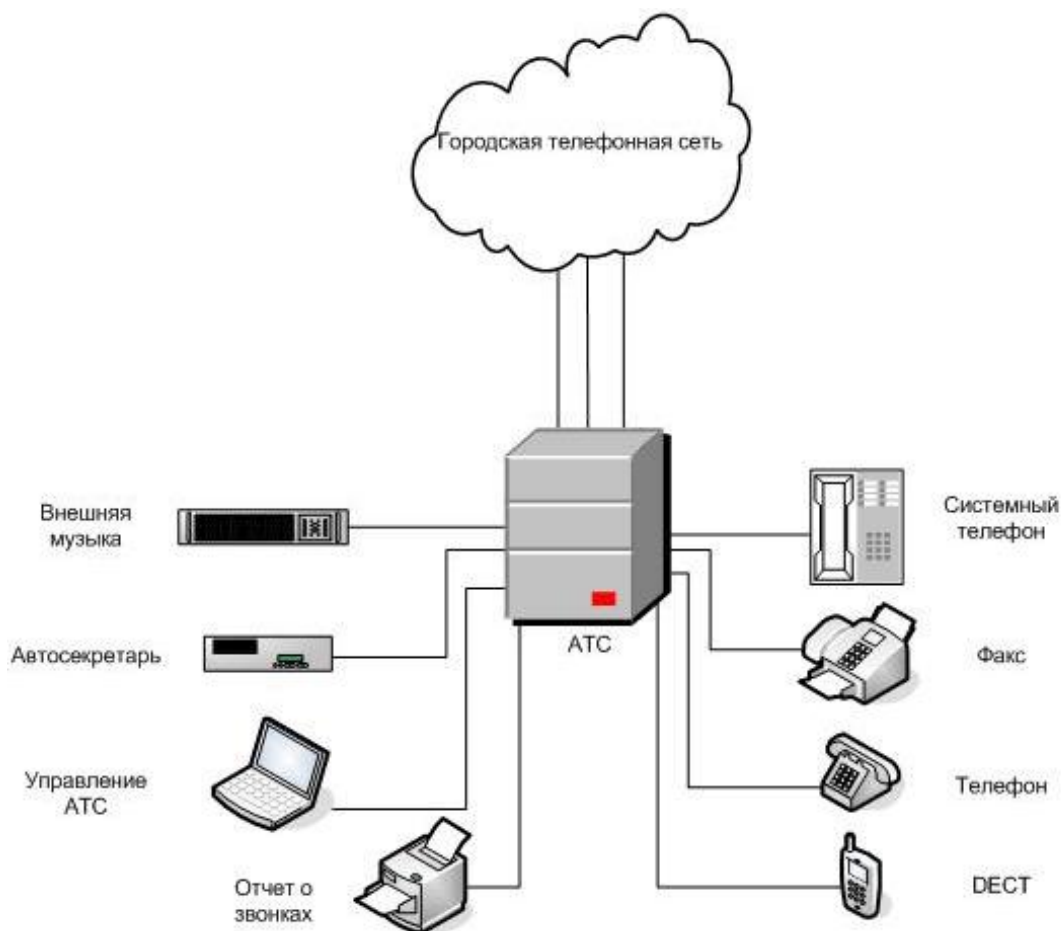 Городская телефонная сеть
Внешняя
музыка
Системный
телефон
АТС
Автосекретарь
Факс
Управление
АТС
Телефон
Отчет о
звонках
DECT